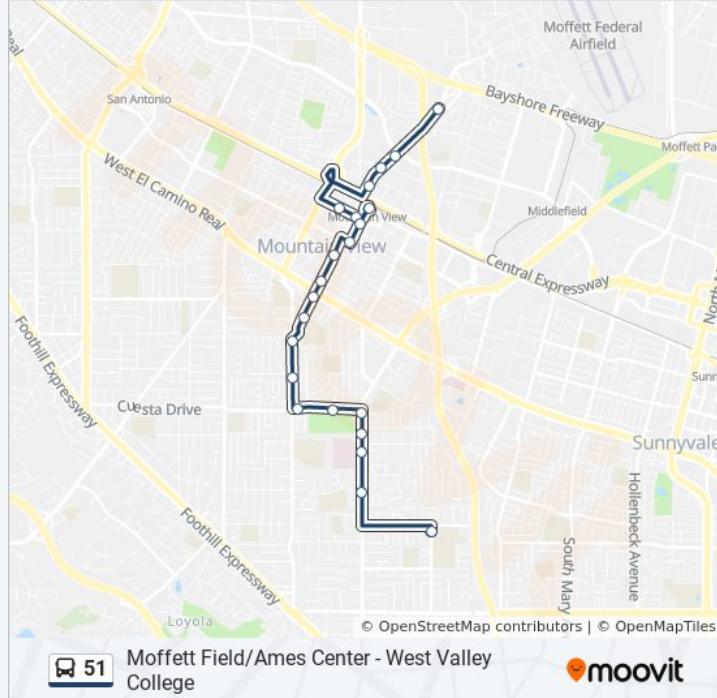 Moffett Federal
Airfield
Real
San Antonio
Bayshore Freeway
Moffett Pa
West El Camino Real
Middlefield
Mountain View
Mountain View
Central Expressway
North M
Foothill Expressway
Sunn
Cuesta Drive
Sunnyvale
Hollenbeck Avenue
Foothill Expressway
South Mary
Loyola
© OpenStreetMap contributors | © OpenMapTiles
51
Moffett Field/Ames Center - West Valley
College
moovit